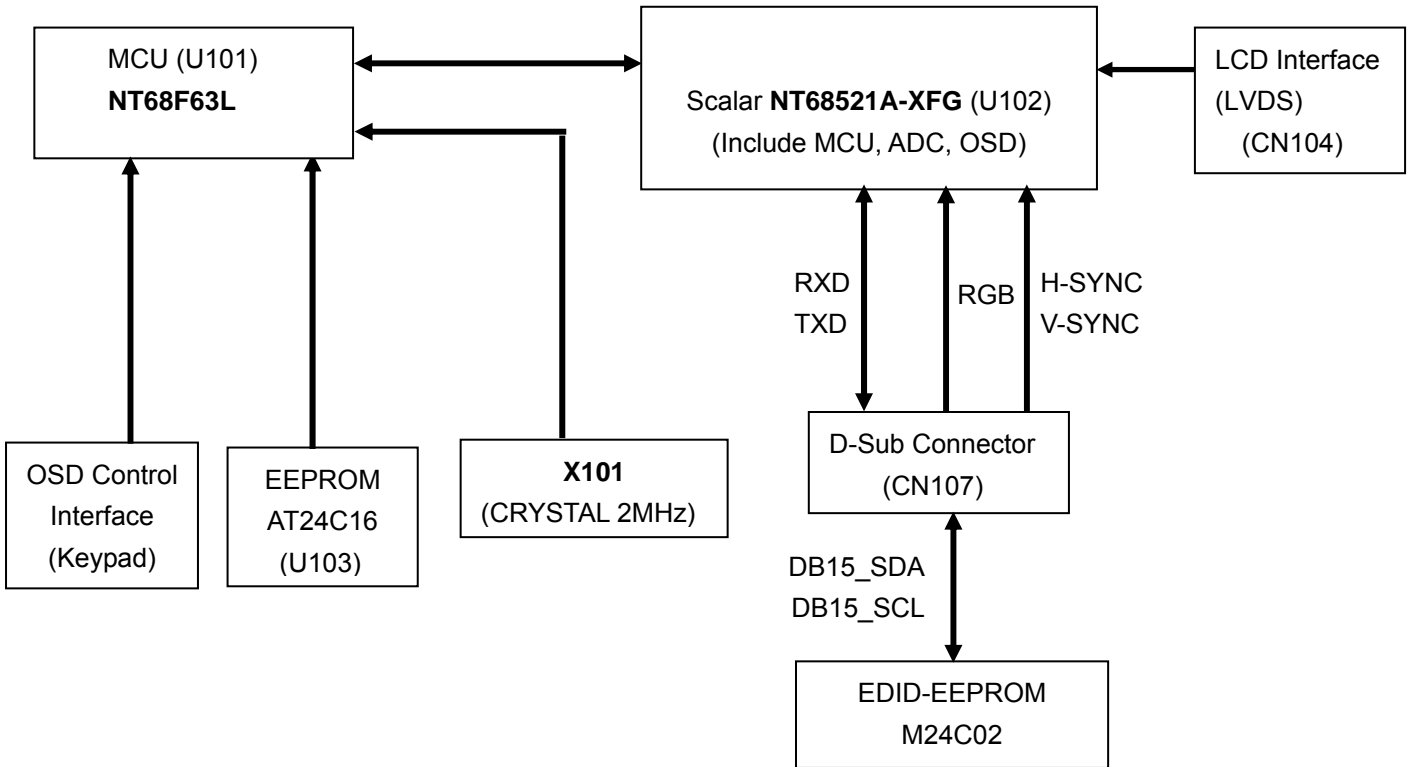 MCU (U101)
NT68F63L
Scalar NT68521A-XFG (U102)
(Include MCU, ADC, OSD)
LCD Interface
(LVDS)
(CN104)
RXD
TXD
RGB
H-SYNC
V-SYNC
OSD Control
Interface
(Keypad)
EEPROM
AT24C16
(U103)
X101
(CRYSTAL 2MHz)
D-Sub Connector
(CN107)
DB15_SDA
DB15_SCL
EDID-EEPROM
M24C02